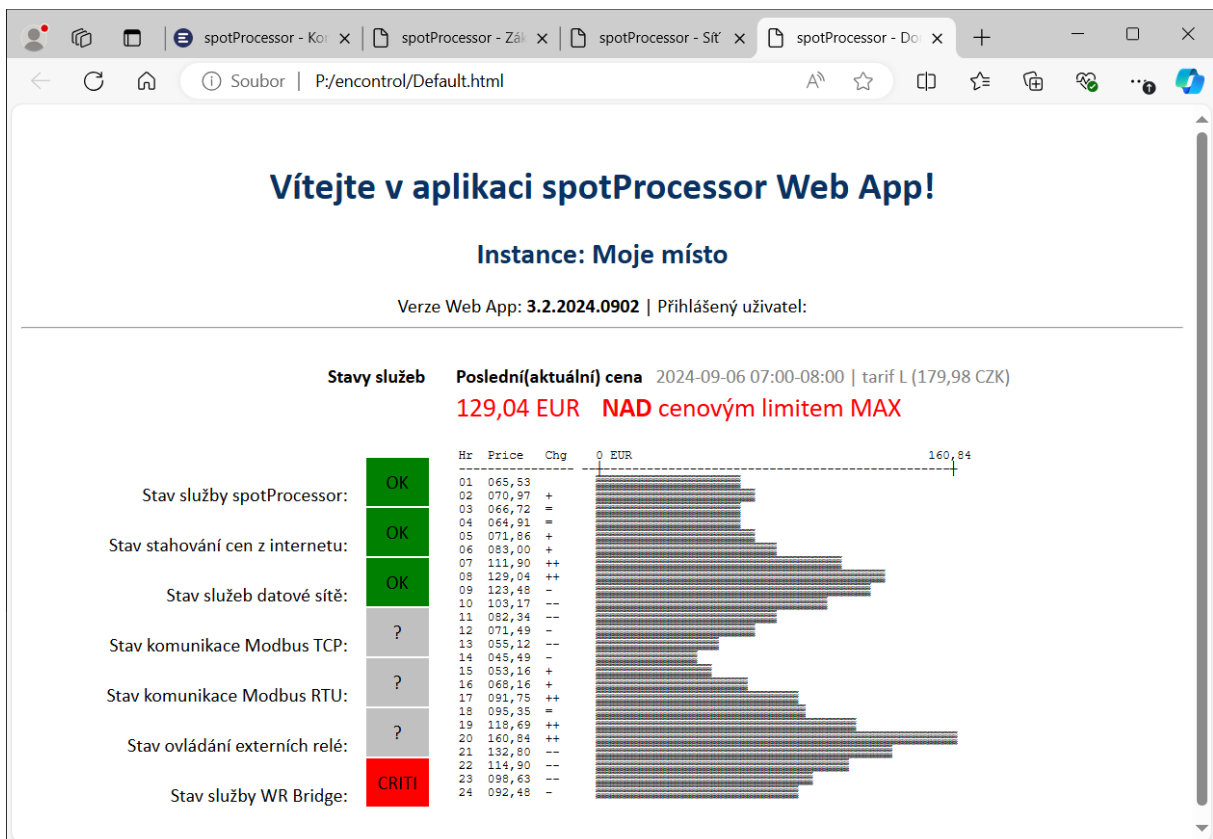 spotProcessor - Kor
spotProcessor - Zák
spotProcessor - Síť
spotProcessor - Do
Soubor | P:/encontrol/Default.html
Vítejte v aplikaci spotProcessor Web App!
Instance: Moje místo
Verze Web App: 3.2.2024.0902 | Přihlášený uživatel:
Stavy služeb
Poslední(aktuální) cena 2024-09-06 07:00-08:00 | tarif L (179,98 CZK)
129,04 EUR NAD cenovým limitem MAX
Stav služby spotProcessor: OK
Stav stahování cen z internetu: OK
Stav služeb datové sítě: OK
Stav komunikace Modbus TCP: ?
Stav komunikace Modbus RTU: ?
Stav ovládání externích relé: ?
Stav služby WR Bridge: CRITI
Hr Price Chg 0 EUR 160,84
01 065,53
02 070,97 +
03 066,72 =
04 064,91 =
05 071,86 +
06 083,00 +
07 111,90 ++
08 129,04 ++
09 123,48 -
10 103,17 --
11 082,34 --
12 071,49 -
13 055,12 --
14 045,49 -
15 053,16 +
16 068,16 +
17 091,75 ++
18 095,35 =
19 118,69 ++
20 160,84 ++
21 132,80 --
22 114,90 --
23 098,63 --
24 092,48 -